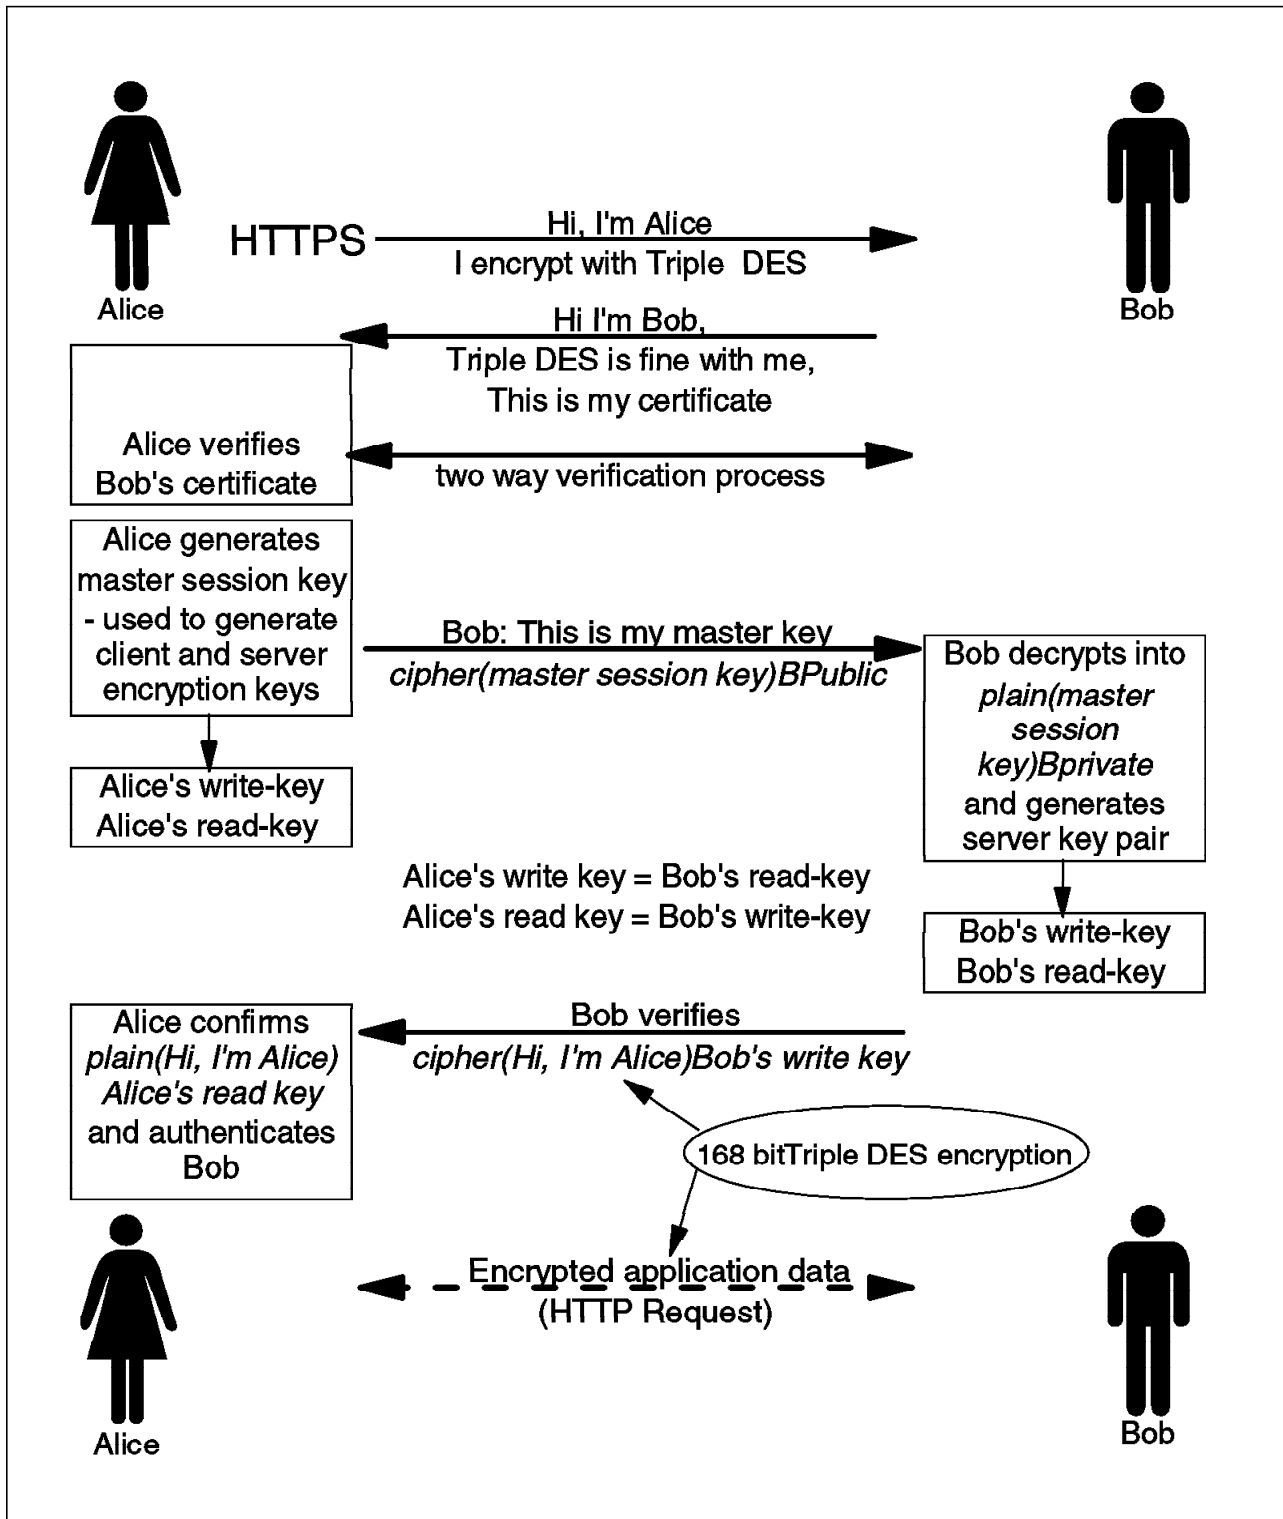 Hi, I'm Alice
HTTPS
I encrypt with Triple DES
Alice
Bob
Hi I'm Bob,
Triple DES is fine with me,
This is my certificate
Alice verifies
Bob's certificate
two way verification process
Alice generates
master session key
- used to generate
client and server
encryption keys
Bob: This is my master key
cipher(master session key)BPublic
Bob decrypts into
plain(master
session
key)Bprivate
and generates
server key pair
Alice's write-key
Alice's read-key
Alice's write key = Bob's read-key
Alice's read key = Bob's write-key
Bob's write-key
Bob's read-key
Bob verifies
cipher(Hi, I'm Alice)Bob's write key
Alice confirms
plain(Hi, I'm Alice)
Alice's read key
and authenticates
Bob
168 bitTriple DES encryption
Encrypted application data
(HTTP Request)
Alice
Bob